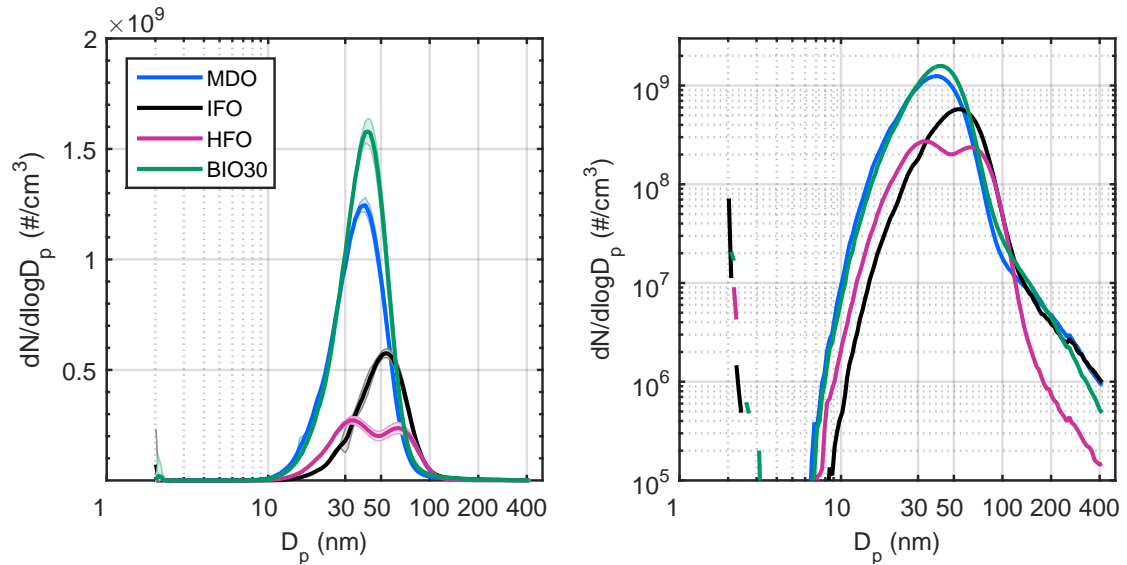 ×10^9
2
1.5
1
0.5
MDO
IFO
HFO
BIO30
dN/dlogD_p (#/cm^3)
1 10 30 50 100 200 400
D_p (nm)
10^9
10^8
10^7
10^6
10^5
dN/dlogD_p (#/cm^3)
1 10 30 50 100 200 400
D_p (nm)